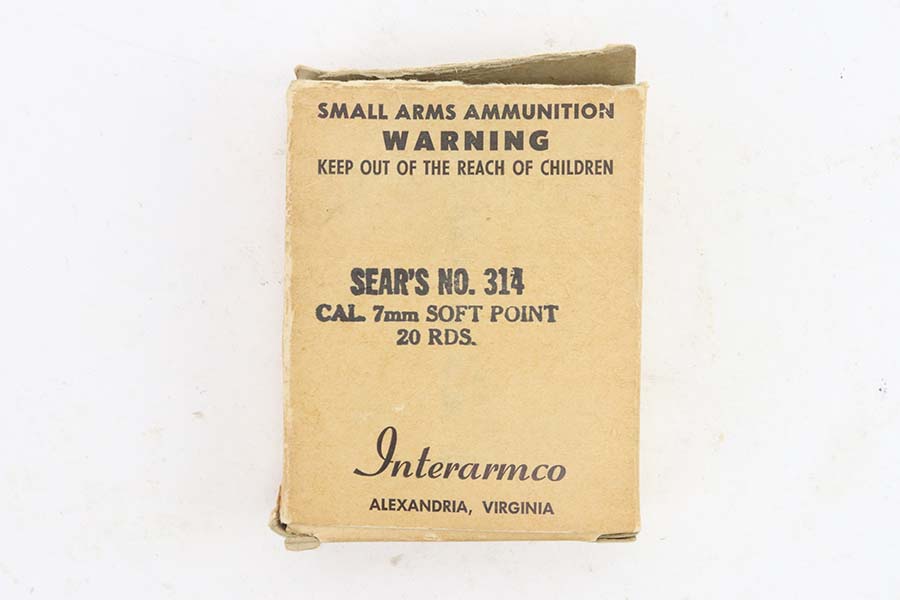 SMALL ARMS AMMUNITION
WARNING
KEEP OUT OF THE REACH OF CHILDREN
SEAR'S NO. 314
CAL. 7mm SOFT POINT
20 RDS.
Interarmco
ALEXANDRIA, VIRGINIA